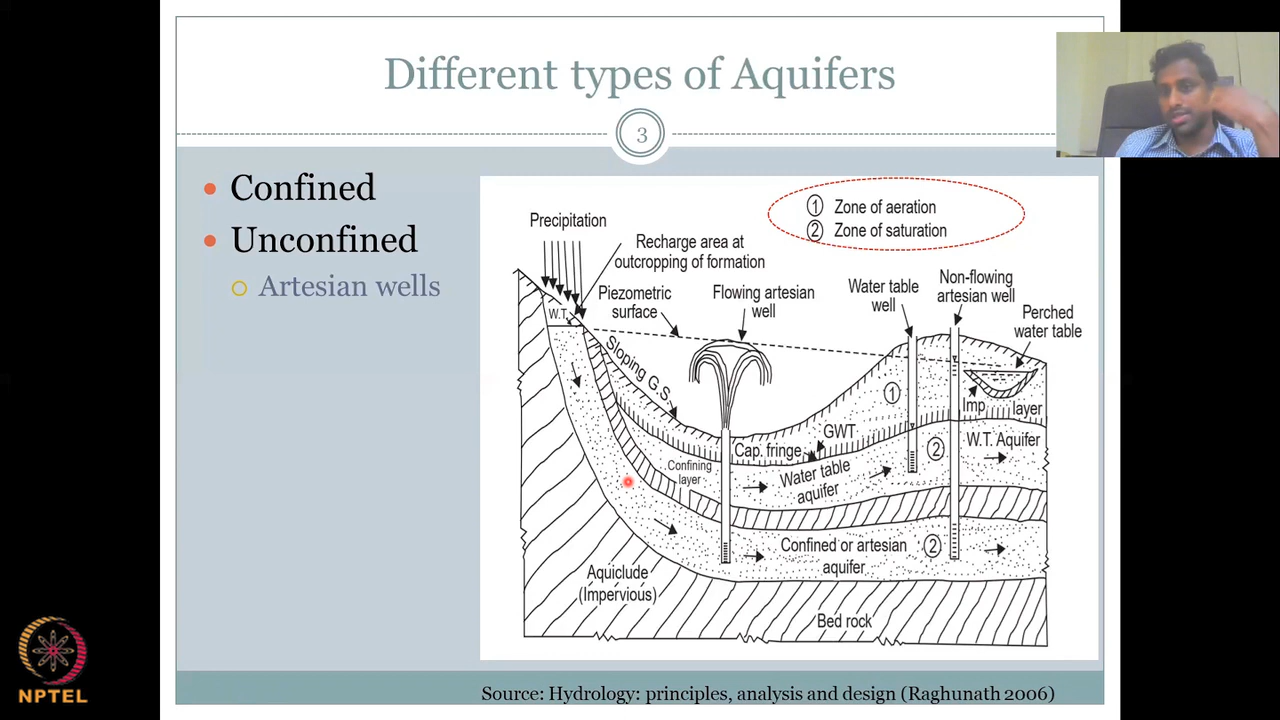 Different types of Aquifers
3
Confined
Unconfined
Artesian wells
1 Zone of aeration
2 Zone of saturation
Precipitation
Recharge area at
outcropping of formation
Piezometric
surface
Flowing artesian
well
Water table
well
Non-flowing
artesian well
Perched
water table
W.T.
Sloping G.S.
1
Imp
layer
GWT
Cap. fringe
2
W.T. Aquifer
Confining
layer
Water table
aquifer
Confined or artesian
aquifer
2
Aquiclude
(Impervious)
Bed rock
NPTEL
Source: Hydrology: principles, analysis and design (Raghunath 2006)